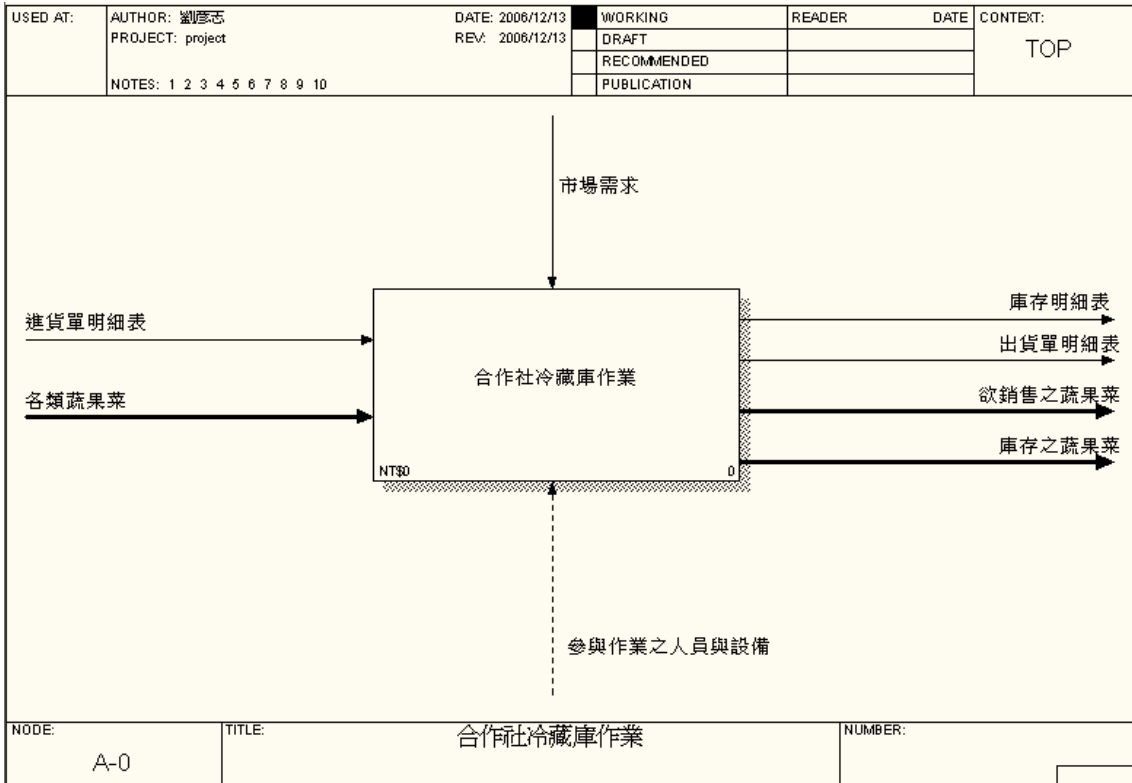 USED AT:
AUTHOR: 劉彥志
DATE: 2006/12/13
WORKING
READER
DATE
CONTEXT:
PROJECT: project
REV: 2006/12/13
DRAFT
TOP
RECOMMENDED
NOTES: 1 2 3 4 5 6 7 8 9 10
PUBLICATION
市場需求
進貨單明細表
各類蔬果菜
合作社冷藏庫作業
NT$0
0
庫存明細表
出貨單明細表
欲銷售之蔬果菜
庫存之蔬果菜
參與作業之人員與設備
NODE:
A-0
TITLE:
合作社冷藏庫作業
NUMBER: